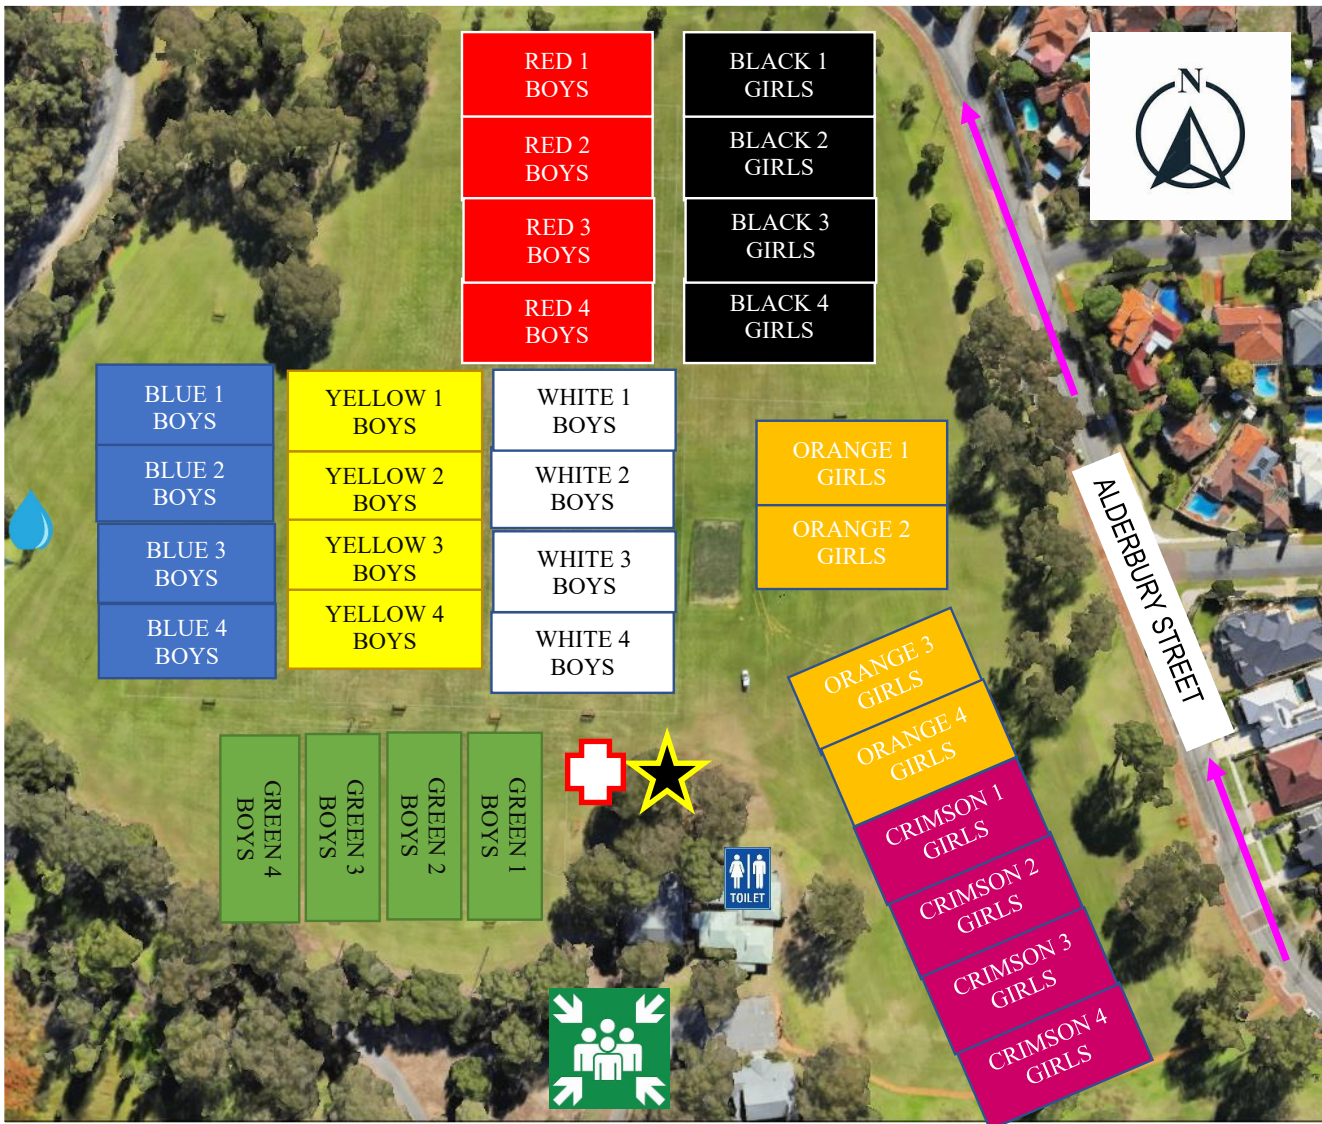 RED 1
BOYS
BLACK 1
GIRLS
N
RED 2
BOYS
BLACK 2
GIRLS
RED 3
BOYS
BLACK 3
GIRLS
RED 4
BOYS
BLACK 4
GIRLS
BLUE 1
BOYS
YELLOW 1
BOYS
WHITE 1
BOYS
ORANGE 1
GIRLS
BLUE 2
BOYS
YELLOW 2
BOYS
WHITE 2
BOYS
ORANGE 2
GIRLS
BLUE 3
BOYS
YELLOW 3
BOYS
WHITE 3
BOYS
BLUE 4
BOYS
YELLOW 4
BOYS
WHITE 4
BOYS
ALDERBURY STREET
ORANGE 3
GIRLS
ORANGE 4
GIRLS
GREEN 4
BOYS
GREEN 3
BOYS
GREEN 2
BOYS
GREEN 1
BOYS
CRIMSON 1
GIRLS
TOILET
CRIMSON 2
GIRLS
CRIMSON 3
GIRLS
CRIMSON 4
GIRLS